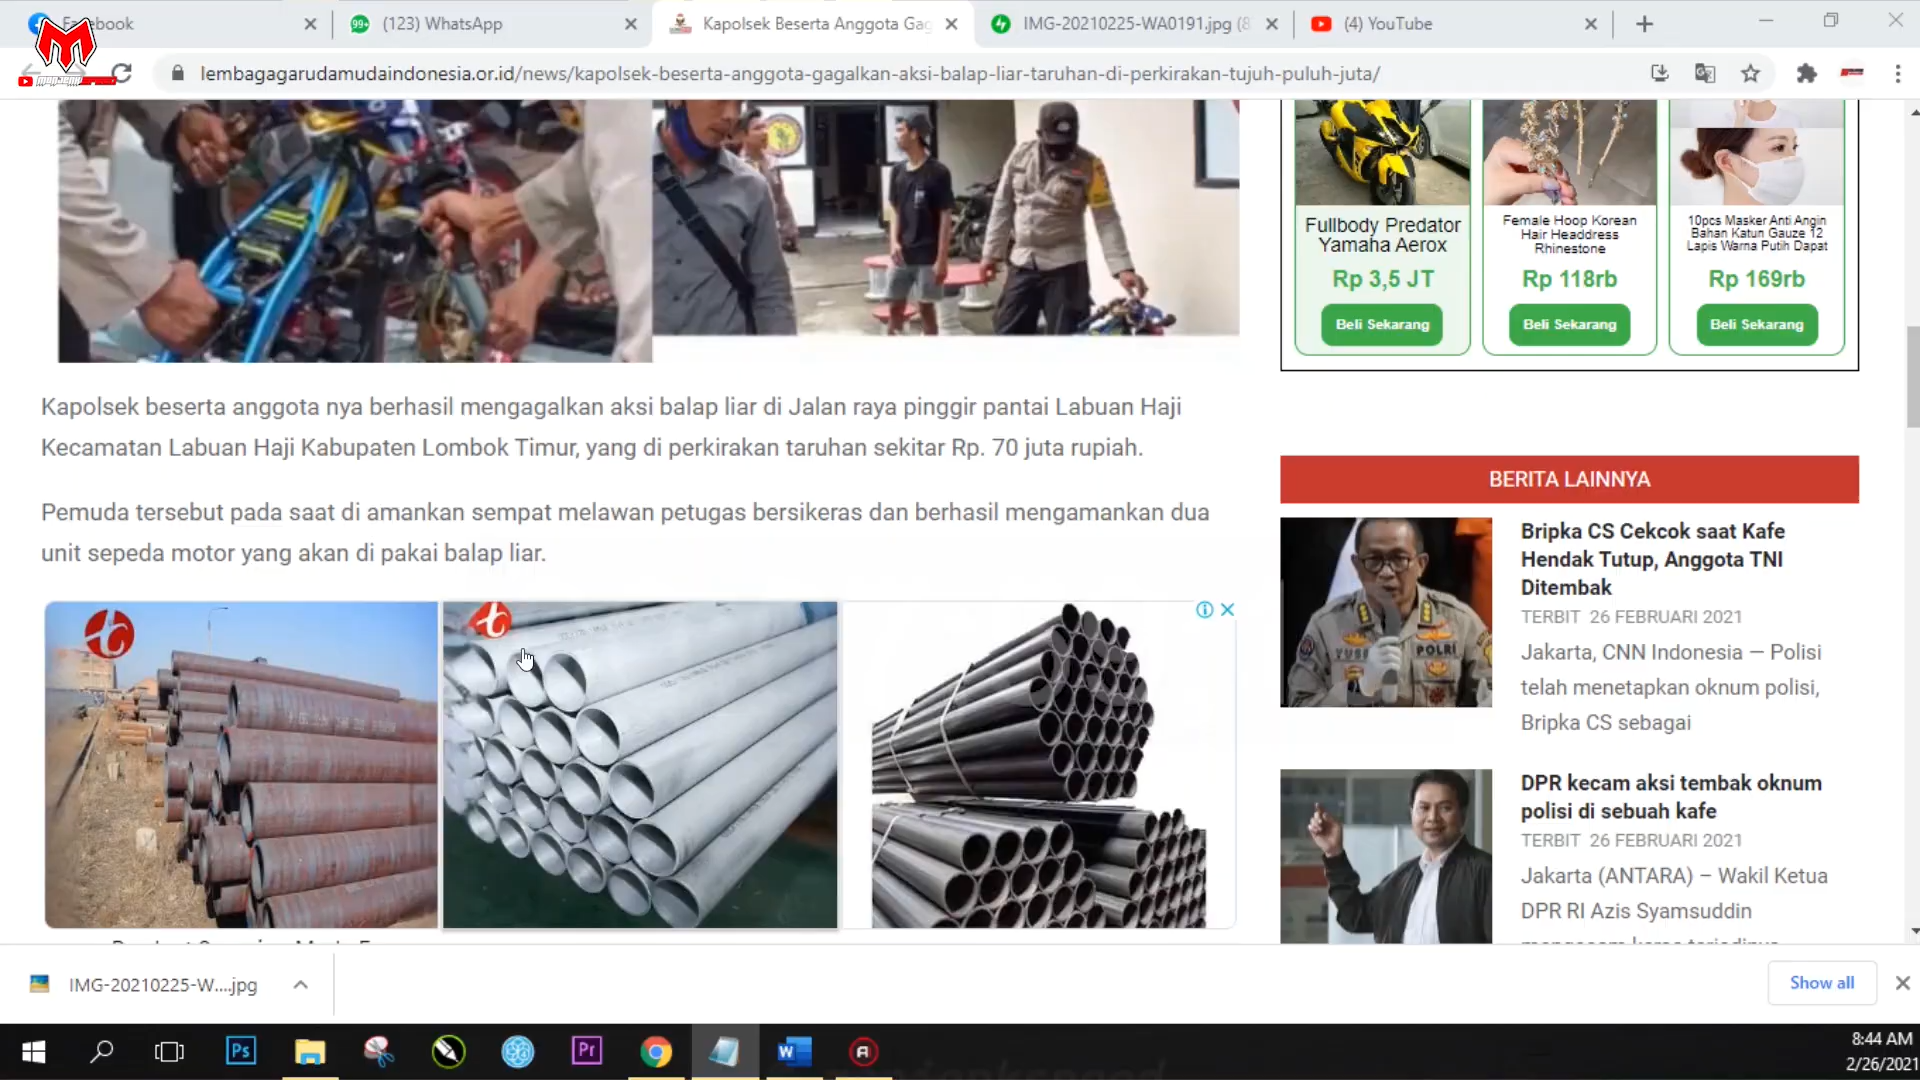 Facebook
99+
(123) WhatsApp
Kapolsek Beserta Anggota Gag
IMG-20210225-WA0191.jpg (8
(4) YouTube
lembagagarudamudaindonesia.or.id/news/kapolsek-beserta-anggota-gagalkan-aksi-balap-liar-taruhan-di-perkirakan-tujuh-puluh-juta/
Fullbody Predator
Yamaha Aerox
Rp 3,5 JT
Beli Sekarang
Female Hoop Korean
Hair Headdress
Rhinestone
Rp 118rb
Beli Sekarang
10pcs Masker Anti Angin
Bahan Katun Gauze 12
Lapis Warna Putih Dapat
Rp 169rb
Beli Sekarang
Kapolsek beserta anggota nya berhasil mengagalkan aksi balap liar di Jalan raya pinggir pantai Labuan Haji
Kecamatan Labuan Haji Kabupaten Lombok Timur, yang di perkirakan taruhan sekitar Rp. 70 juta rupiah.
Pemuda tersebut pada saat di amankan sempat melawan petugas bersikeras dan berhasil mengamankan dua
unit sepeda motor yang akan di pakai balap liar.
BERITA LAINNYA
POLRI
Bripka CS Cekcok saat Kafe
Hendak Tutup, Anggota TNI
Ditembak
TERBIT 26 FEBRUARI 2021
Jakarta, CNN Indonesia — Polisi
telah menetapkan oknum polisi,
Bripka CS sebagai
DPR kecam aksi tembak oknum
polisi di sebuah kafe
TERBIT 26 FEBRUARI 2021
Jakarta (ANTARA) – Wakil Ketua
DPR RI Azis Syamsuddin
IMG-20210225-W....jpg
Show all
Ps
Pr
W
8:44 AM
2/26/2021